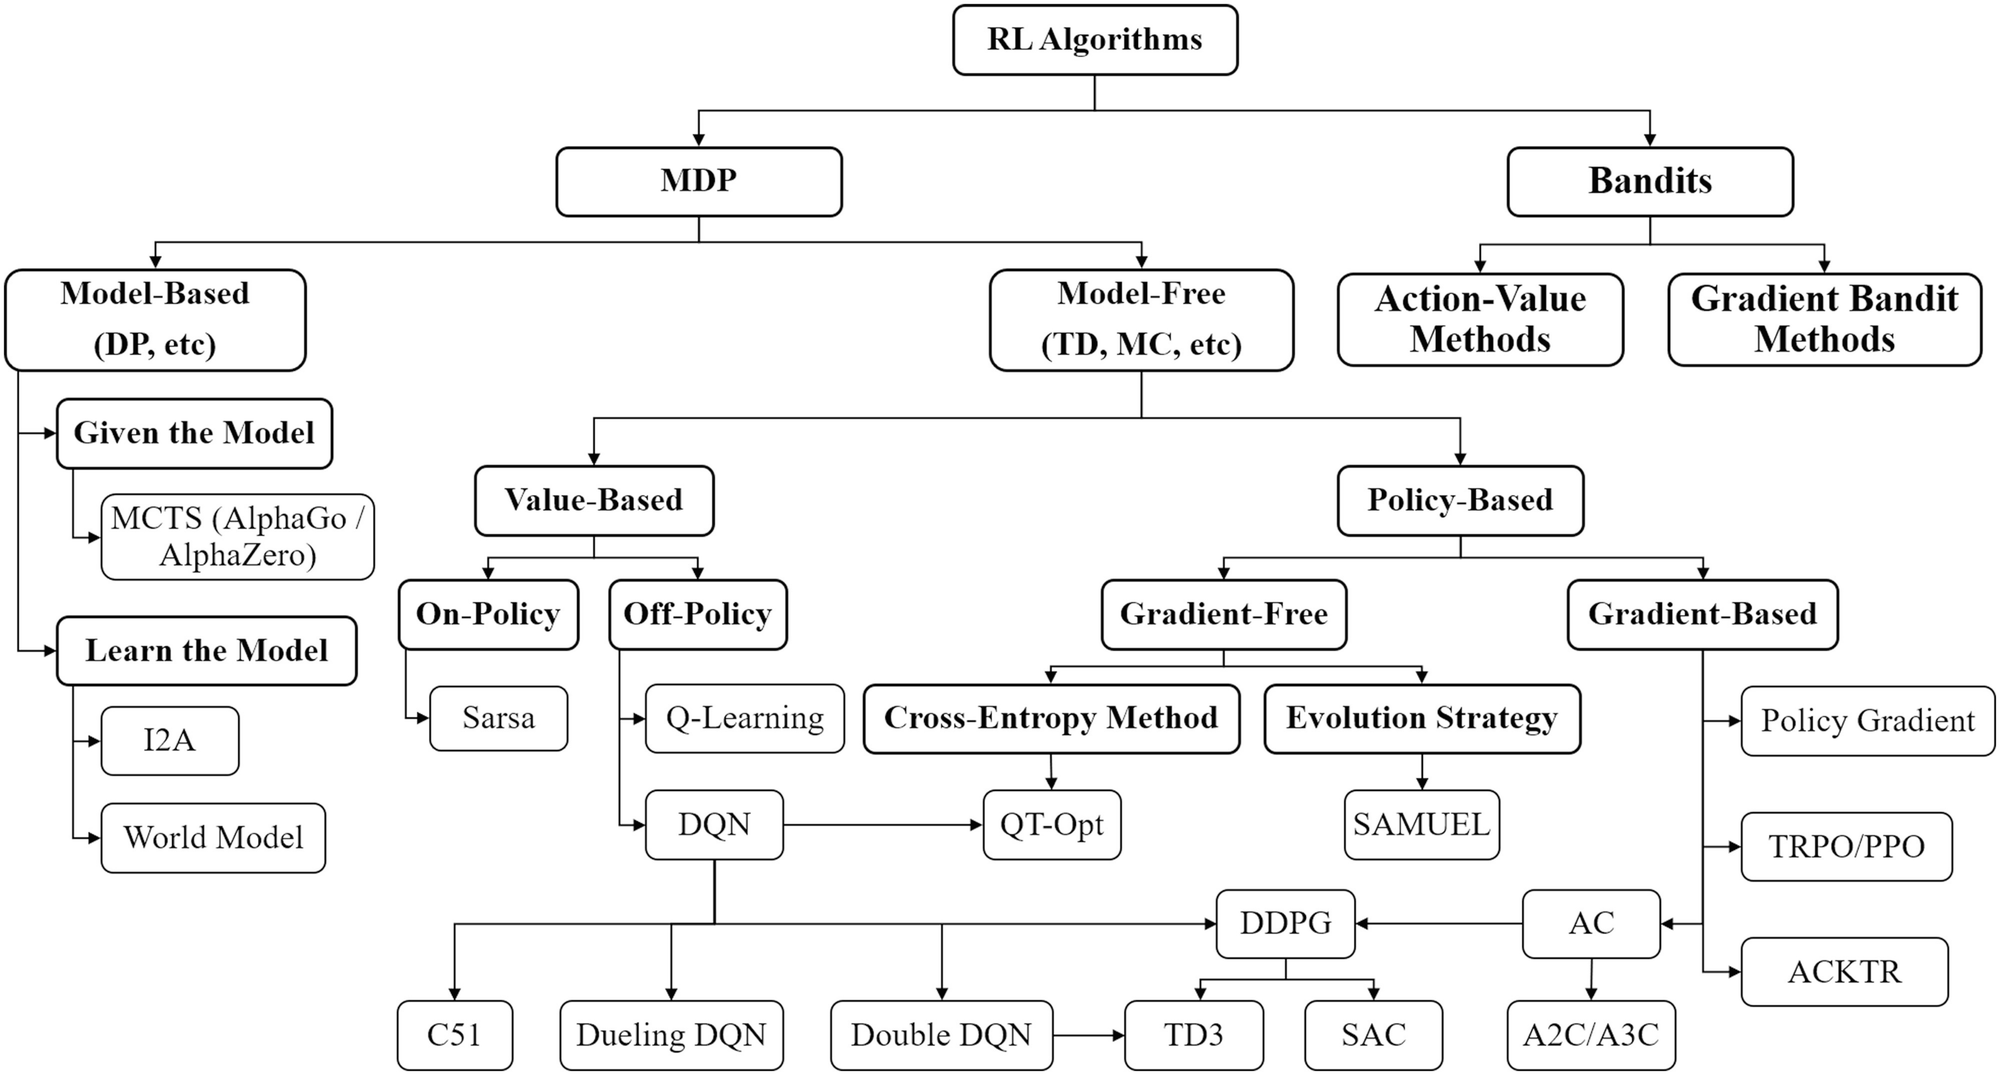 RL Algorithms
MDP
Bandits
Model-Based
(DP, etc)
Model-Free
(TD, MC, etc)
Action-Value
Methods
Gradient Bandit
Methods
Given the Model
MCTS (AlphaGo /
AlphaZero)
Learn the Model
I2A
World Model
Value-Based
Policy-Based
On-Policy
Off-Policy
Gradient-Free
Gradient-Based
Sarsa
Q-Learning
Cross-Entropy Method
Evolution Strategy
Policy Gradient
DQN
QT-Opt
SAMUEL
TRPO/PPO
DDPG
AC
ACKTR
C51
Dueling DQN
Double DQN
TD3
SAC
A2C/A3C